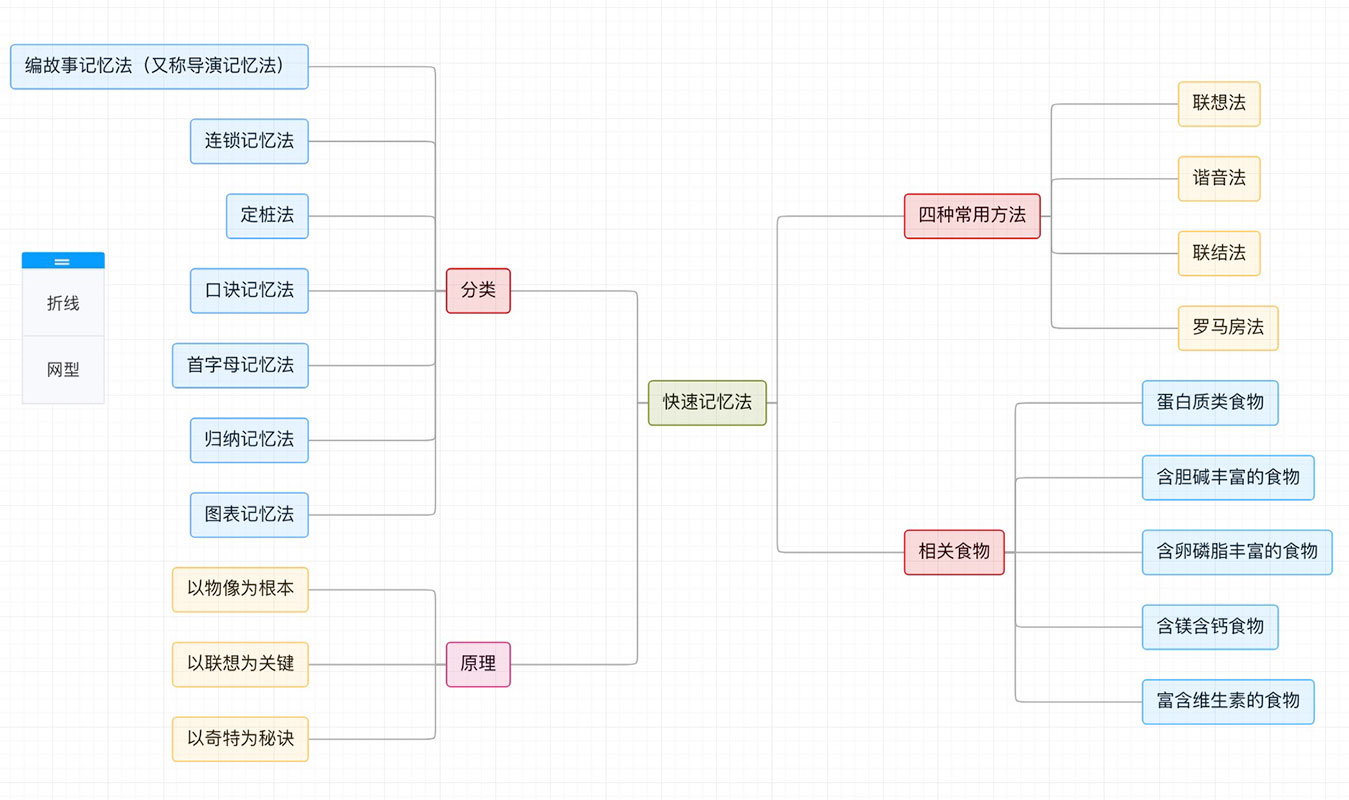 编故事记忆法（又称导演记忆法）
连锁记忆法
定桩法
口诀记忆法
首字母记忆法
归纳记忆法
图表记忆法
分类
以物像为根本
以联想为关键
以奇特为秘诀
原理
折线
网型
快速记忆法
四种常用方法
联想法
谐音法
联结法
罗马房法
相关食物
蛋白质类食物
含胆碱丰富的食物
含卵磷脂丰富的食物
含镁含钙食物
富含维生素的食物